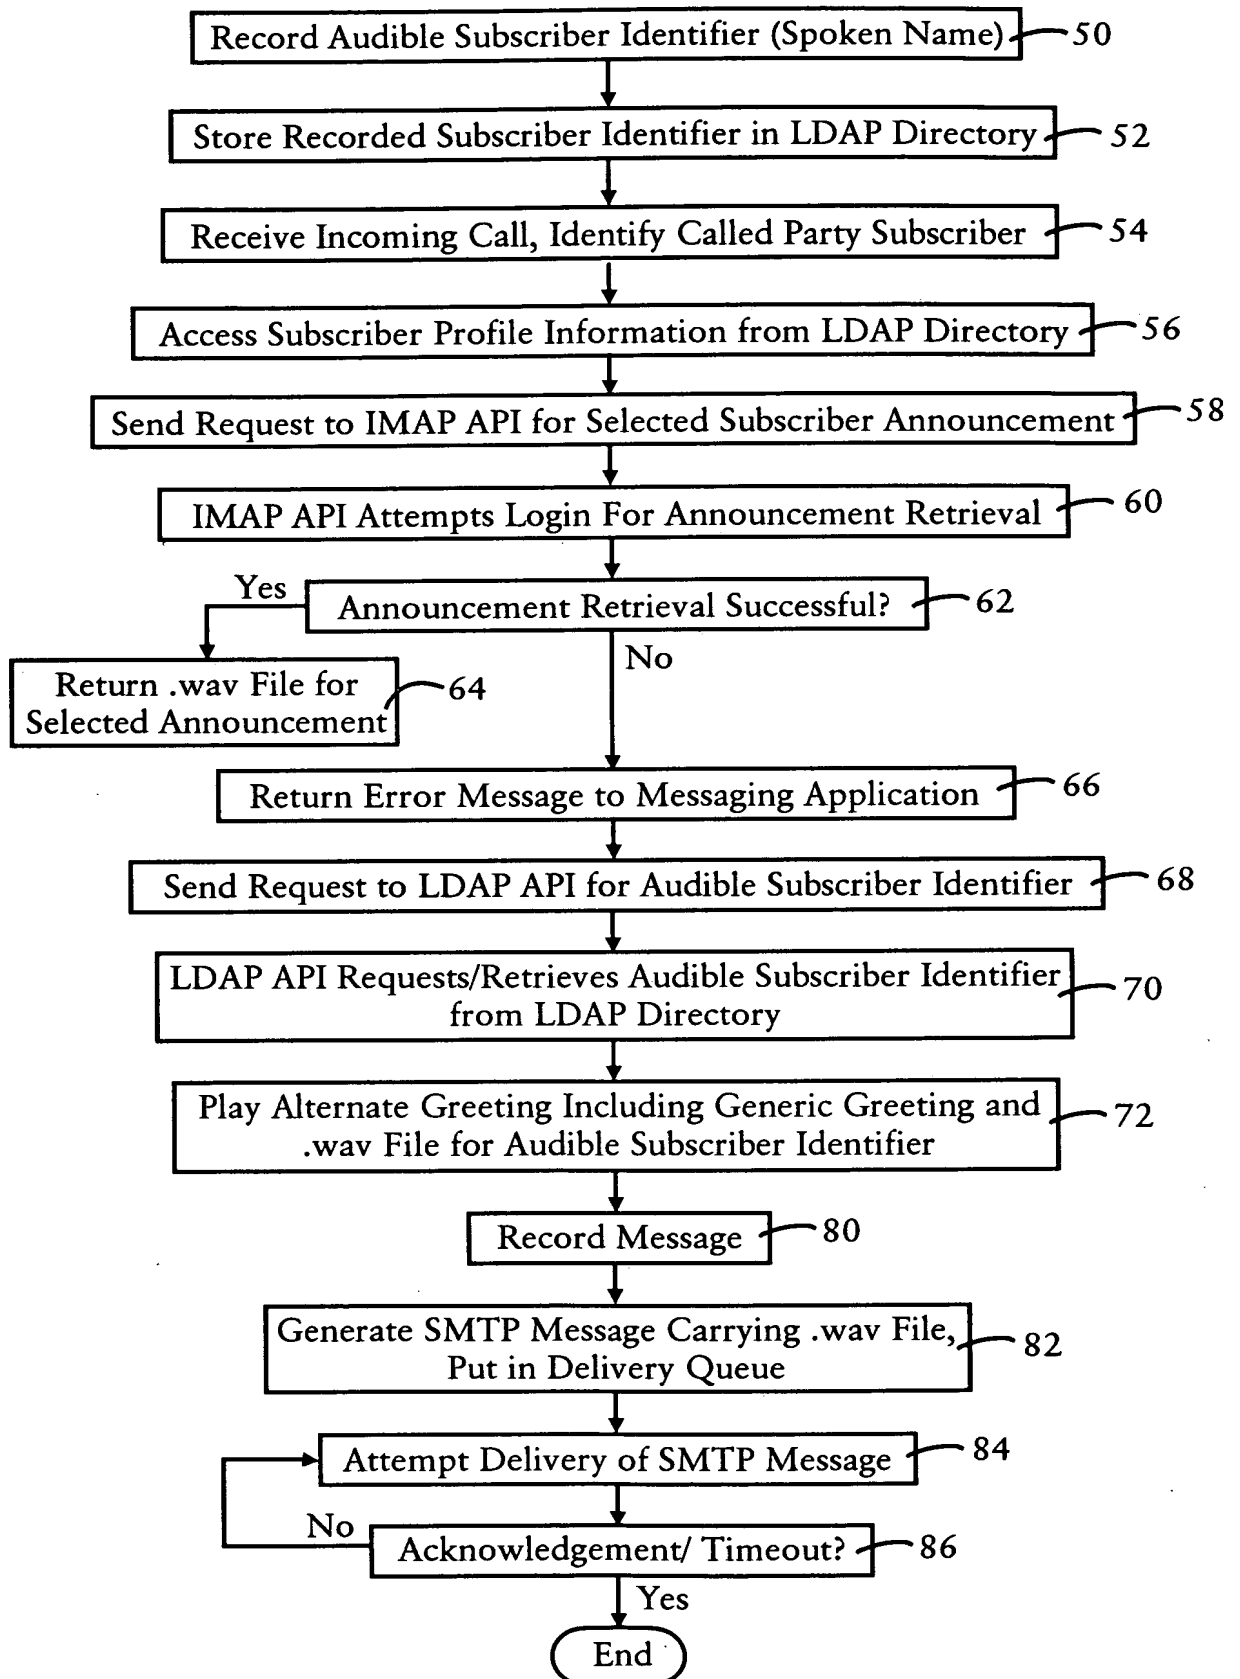 Record Audible Subscriber Identifier (Spoken Name) 50
Store Recorded Subscriber Identifier in LDAP Directory 52
Receive Incoming Call, Identify Called Party Subscriber 54
Access Subscriber Profile Information from LDAP Directory 56
Send Request to IMAP API for Selected Subscriber Announcement 58
IMAP API Attempts Login For Announcement Retrieval 60
Yes
Announcement Retrieval Successful? 62
No
Return .wav File for
Selected Announcement
64
Return Error Message to Messaging Application 66
Send Request to LDAP API for Audible Subscriber Identifier 68
LDAP API Requests/Retrieves Audible Subscriber Identifier
from LDAP Directory
70
Play Alternate Greeting Including Generic Greeting and
.wav File for Audible Subscriber Identifier
72
Record Message 80
Generate SMTP Message Carrying .wav File,
Put in Delivery Queue
82
Attempt Delivery of SMTP Message 84
No
Acknowledgement/ Timeout? 86
Yes
End